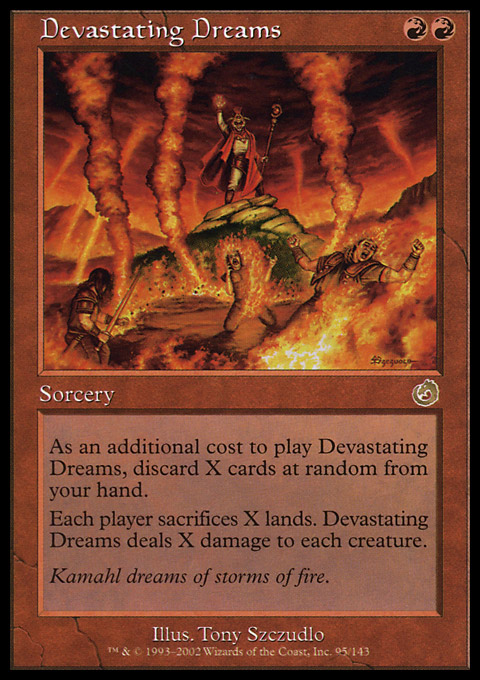 Devastating Dreams
Sorcery
As an additional cost to play Devastating
Dreams, discard X cards at random from
your hand.
Each player sacrifices X lands. Devastating
Dreams deals X damage to each creature.
Kamahl dreams of storms of fire.
Illus. Tony Szczudlo
™ & © 1993–2002 Wizards of the Coast, Inc. 95/143